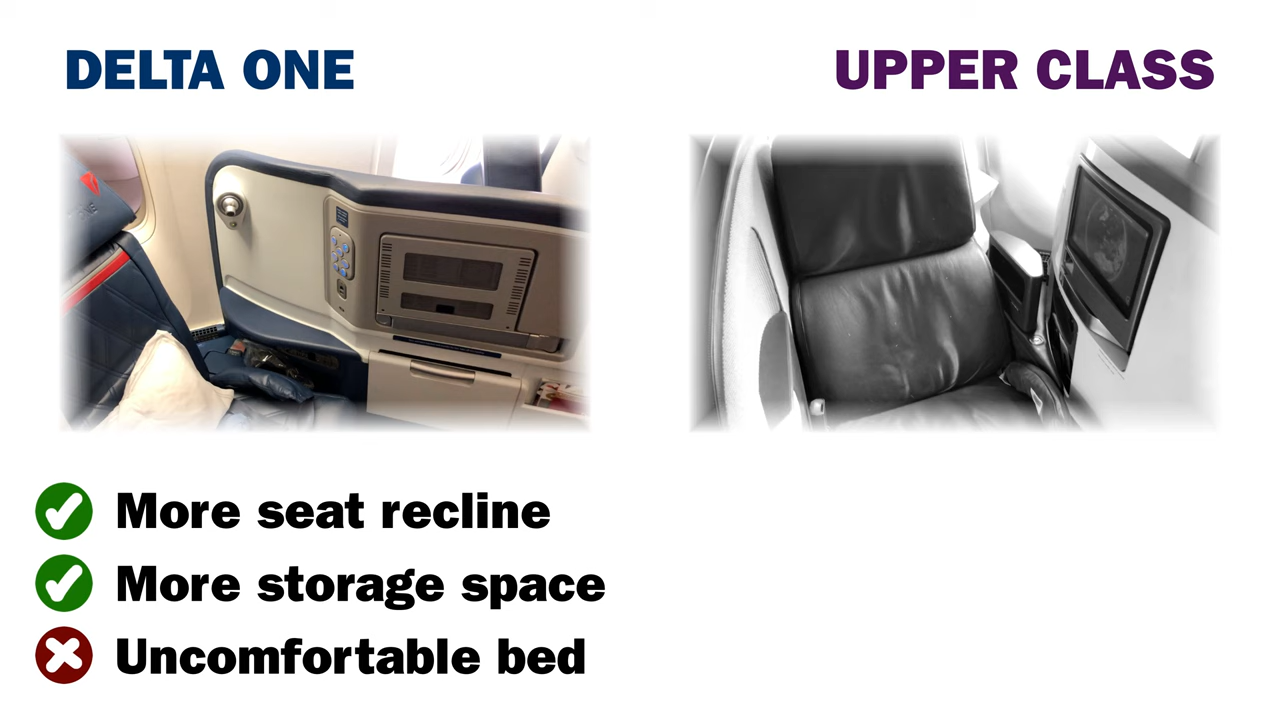 DELTA ONE
UPPER CLASS
More seat recline
More storage space
Uncomfortable bed